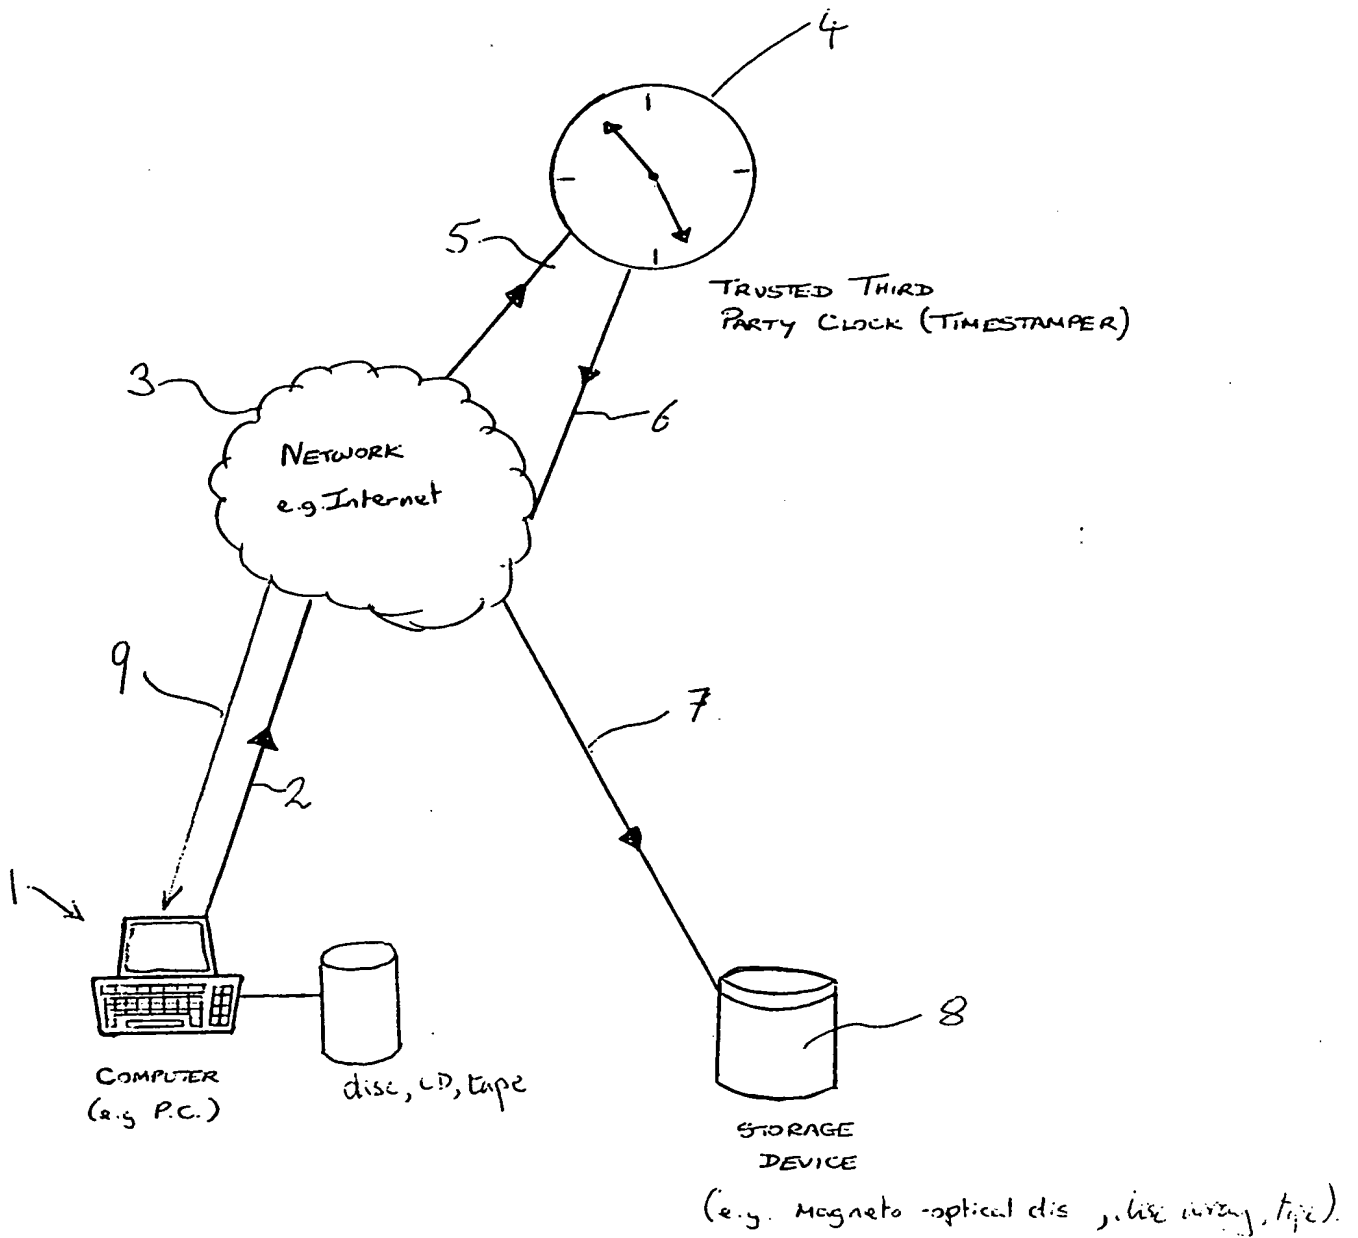 4
5
TRUSTED THIRD
PARTY CLOCK (TIMESTAMPER)
3
6
NETWORK
e.g. Internet
9
7
2
1
8
COMPUTER
(e.g P.C.)
disc, CD, tape
STORAGE
DEVICE
(e.g. Magneto-optical dis